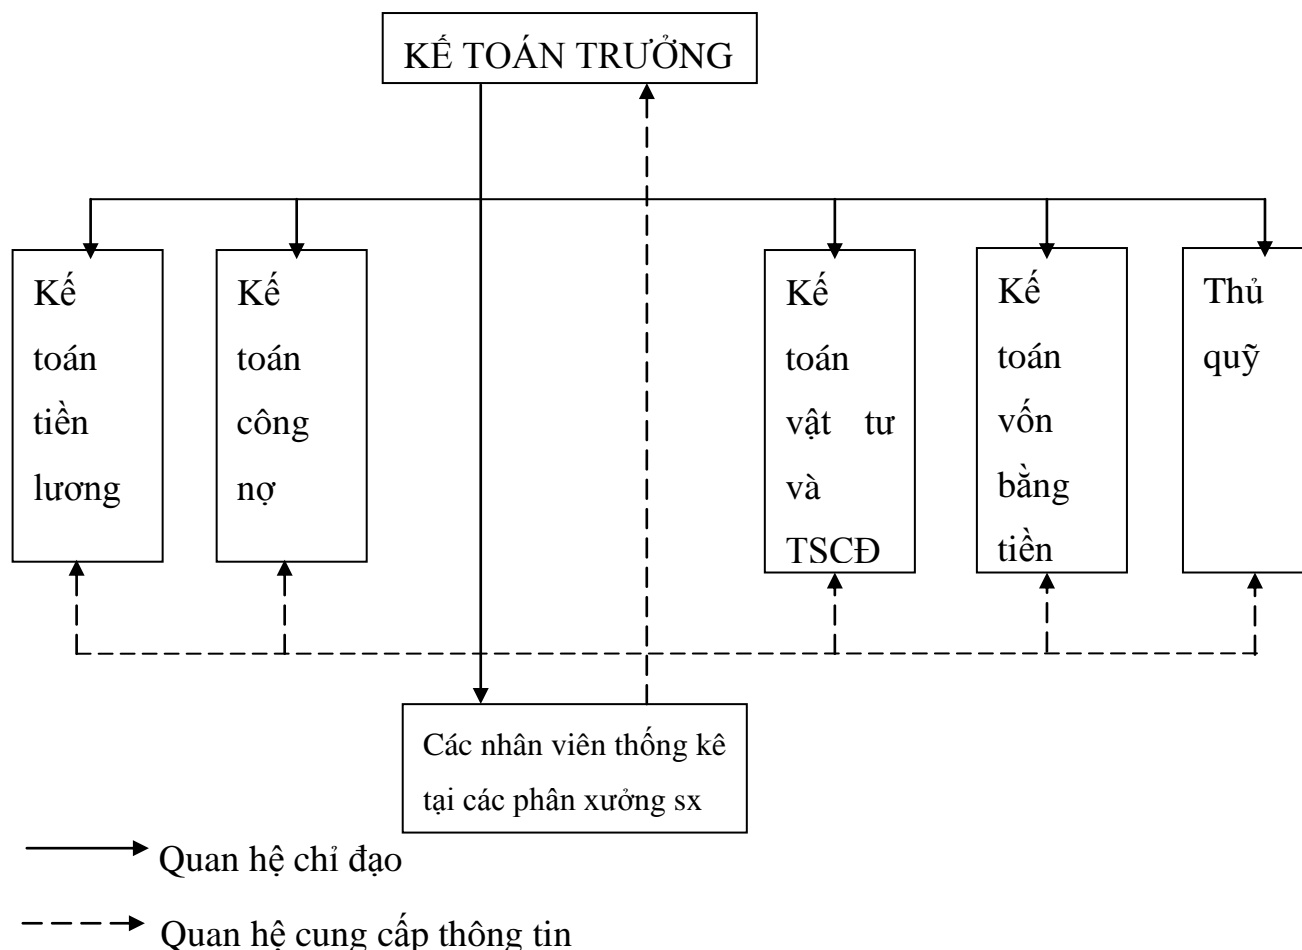 KẾ TOÁN TRƯỞNG
Kế
toán
tiền
lương
Kế
toán
công
nợ
Kế
toán
vật tư
và
TSCĐ
Kế
toán
vốn
bằng
tiền
Thủ
quỹ
Các nhân viên thống kê
tại các phân xưởng sx
Quan hệ chỉ đạo
Quan hệ cung cấp thông tin